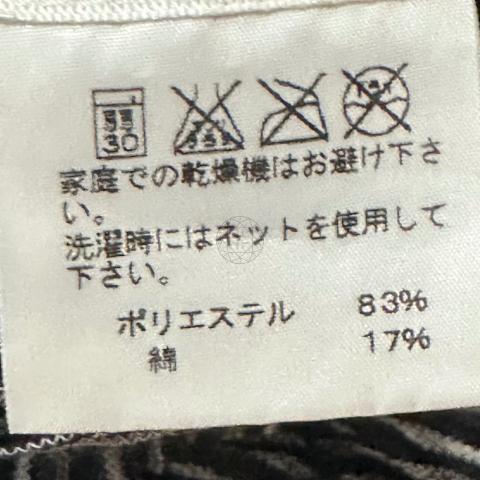 弱
30
家庭での乾燥機はお避け下さ
い。
洗濯時にはネットを使用して
下さい。
ポリエステル 83%
綿 17%